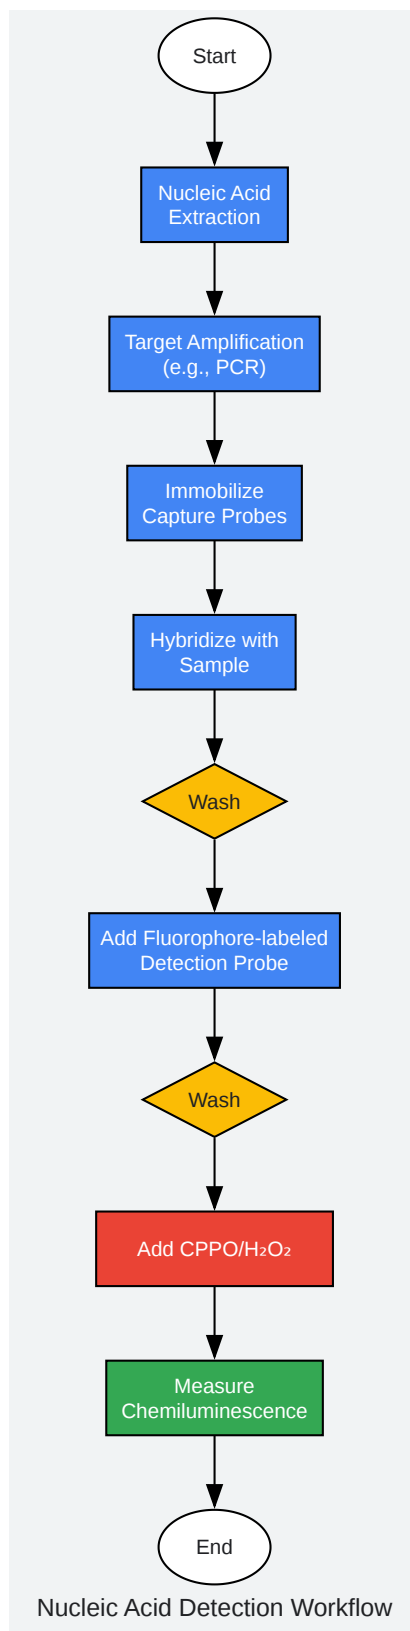 Start
Nucleic Acid
Extraction
Target Amplification
(e.g., PCR)
Immobilize
Capture Probes
Hybridize with
Sample
Wash
Add Fluorophore-labeled
Detection Probe
Wash
Add CPPO/H₂O₂
Measure
Chemiluminescence
End
Nucleic Acid Detection Workflow